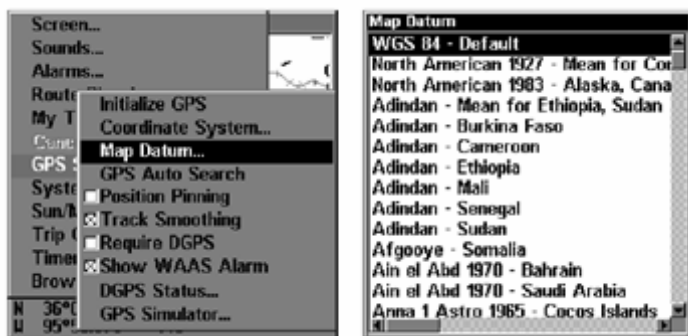 Screen...
Sounds...
Alarms...
Route
My T
GPS S
Syste
Sun/M
Trip C
Timer
Brow
N 36°
W 95°
Initialize GPS
Coordinate System...
Map Datum...
GPS Auto Search
Position Pinning
Track Smoothing
Require DGPS
Show WAAS Alarm
DGPS Status...
GPS Simulator...
Map Datum
WGS 84 - Default
North American 1927 - Mean for Cor
North American 1983 - Alaska, Cana
Adindan - Mean for Ethiopia, Sudan
Adindan - Burkina Faso
Adindan - Cameroon
Adindan - Ethiopia
Adindan - Mali
Adindan - Senegal
Adindan - Sudan
Afgooye - Somalia
Ain el Abd 1970 - Bahrain
Ain el Abd 1970 - Saudi Arabia
Anna 1 Astro 1965 - Cocos Islands